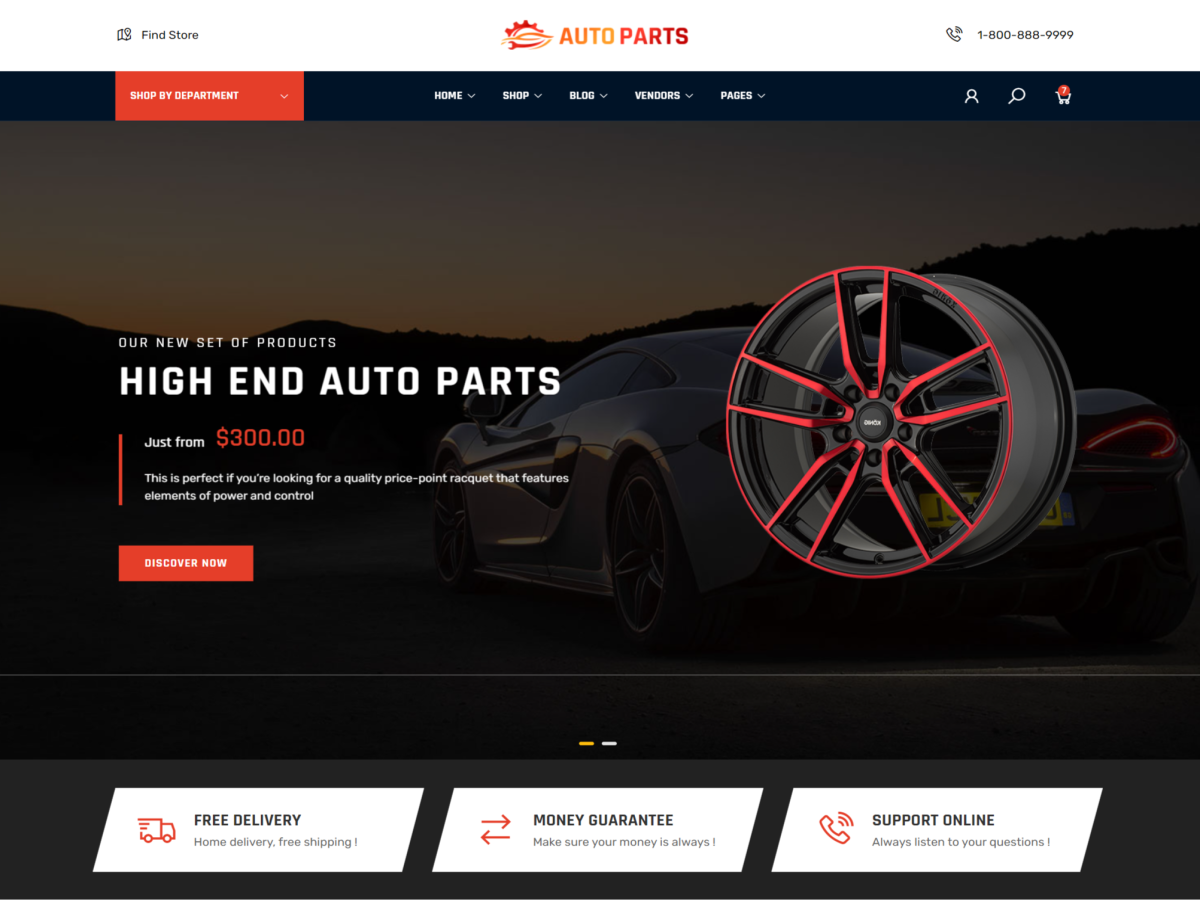 Find Store
AUTO PARTS
1-800-888-9999
SHOP BY DEPARTMENT
HOME
SHOP
BLOG
VENDORS
PAGES
7
OUR NEW SET OF PRODUCTS
HIGH END AUTO PARTS
Just from $300.00
This is perfect if you're looking for a quality price-point racquet that features
elements of power and control
DISCOVER NOW
FREE DELIVERY
Home delivery, free shipping !
MONEY GUARANTEE
Make sure your money is always !
SUPPORT ONLINE
Always listen to your questions !